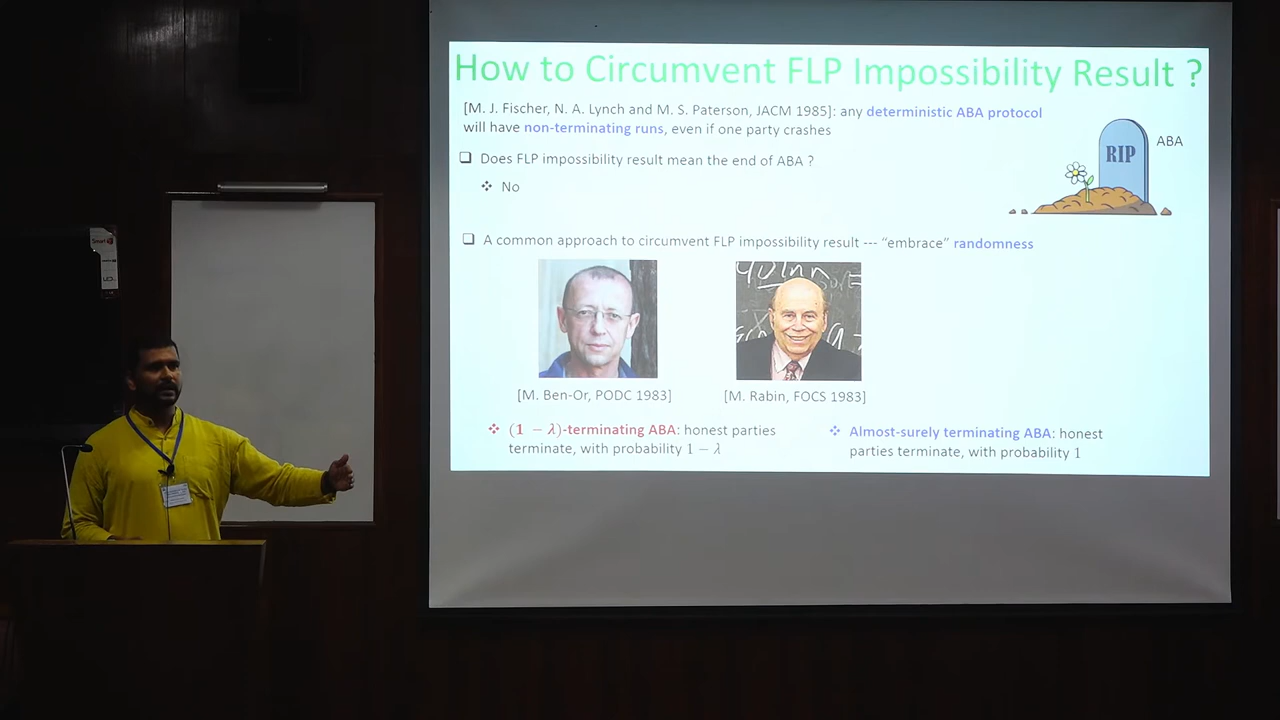 How to Circumvent FLP Impossibility Result ?
[M. J. Fischer, N. A. Lynch and M. S. Paterson, JACM 1985]: any deterministic ABA protocol
will have non-terminating runs, even if one party crashes
ABA
RIP
❑ Does FLP impossibility result mean the end of ABA ?
❖ No
❑ A common approach to circumvent FLP impossibility result --- “embrace” randomness
[M. Ben-Or, PODC 1983]
[M. Rabin, FOCS 1983]
❖ (1 − λ)-terminating ABA: honest parties
terminate, with probability 1 − λ
❖ Almost-surely terminating ABA: honest
parties terminate, with probability 1